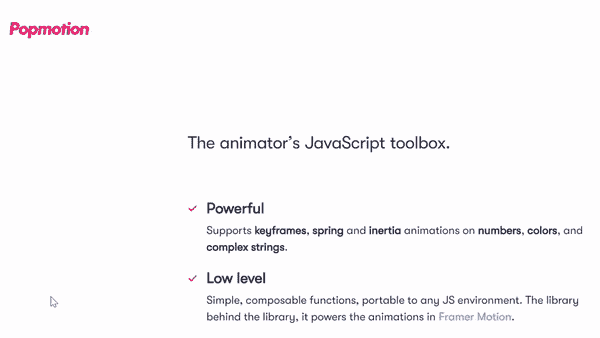 Popmotion
The animator’s JavaScript toolbox.
Powerful
Supports keyframes, spring and inertia animations on numbers, colors, and
complex strings.
Low level
Simple, composable functions, portable to any JS environment. The library
behind the library, it powers the animations in Framer Motion.